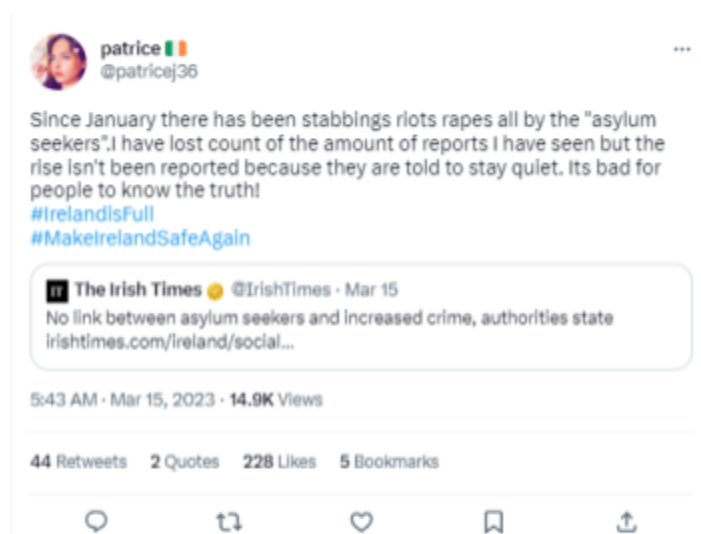 patrice
@patricej36
Since January there has been stabbings riots rapes all by the "asylum
seekers".I have lost count of the amount of reports I have seen but the
rise isn't been reported because they are told to stay quiet. Its bad for
people to know the truth!
#IrelandisFull
#MakeIrelandSafeAgain
IT The Irish Times @IrishTimes · Mar 15
No link between asylum seekers and increased crime, authorities state
irishtimes.com/ireland/social...
5:43 AM · Mar 15, 2023 · 14.9K Views
44 Retweets 2 Quotes 228 Likes 5 Bookmarks